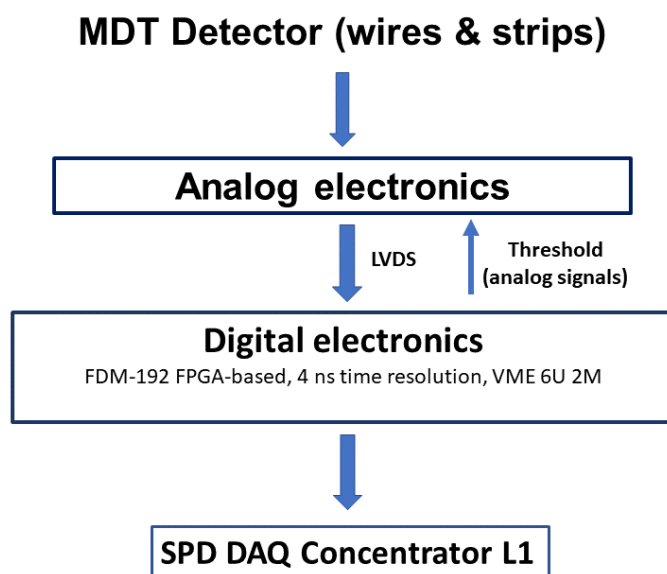 MDT Detector (wires & strips)
Analog electronics
LVDS
Threshold
(analog signals)
Digital electronics
FDM-192 FPGA-based, 4 ns time resolution, VME 6U 2M
SPD DAQ Concentrator L1